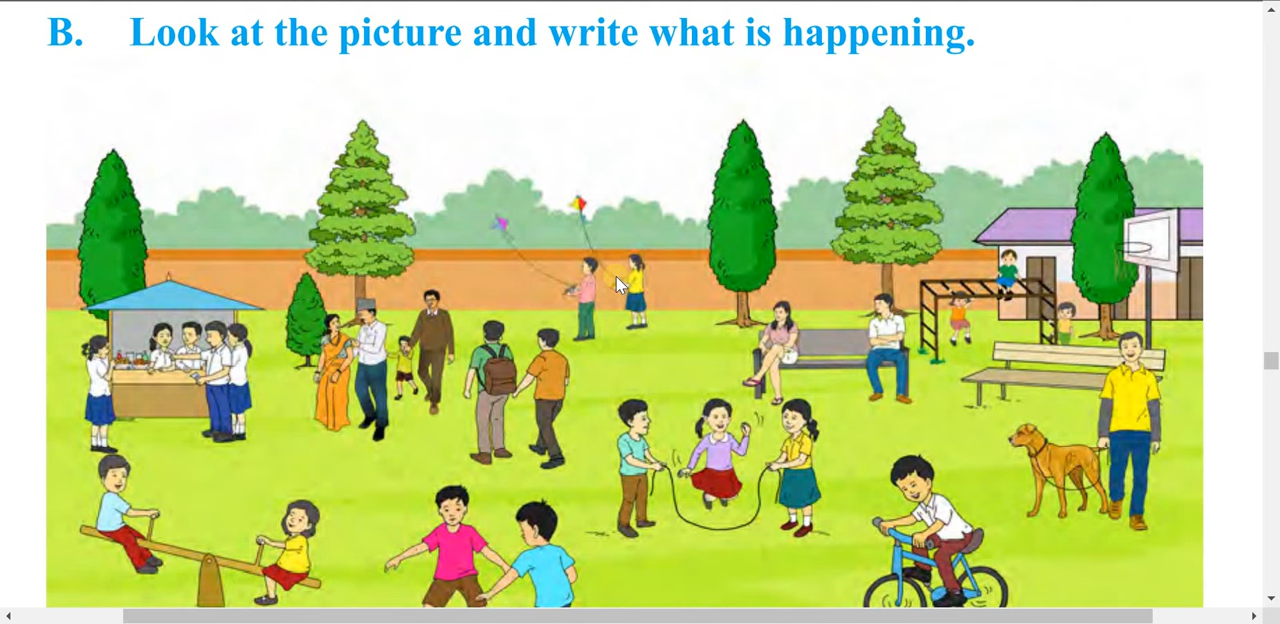 B. Look at the picture and write what is happening.